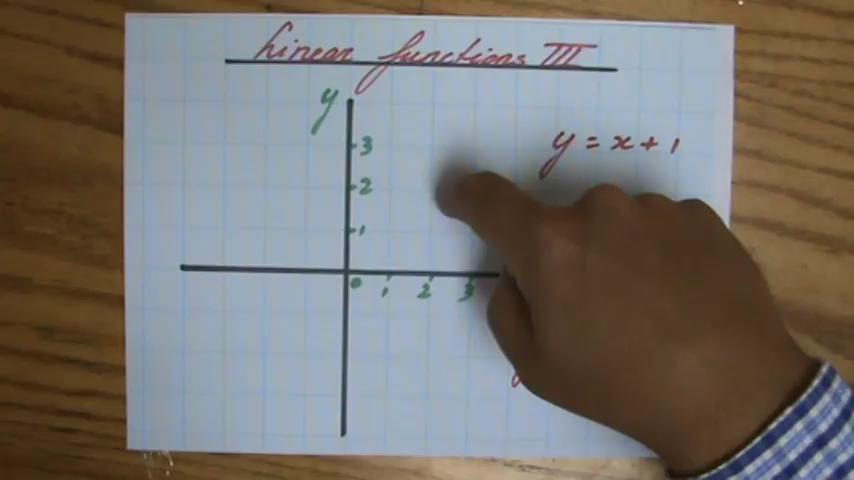 Linear functions III
y
3
y = x + 1
2
1
0 1 2 3